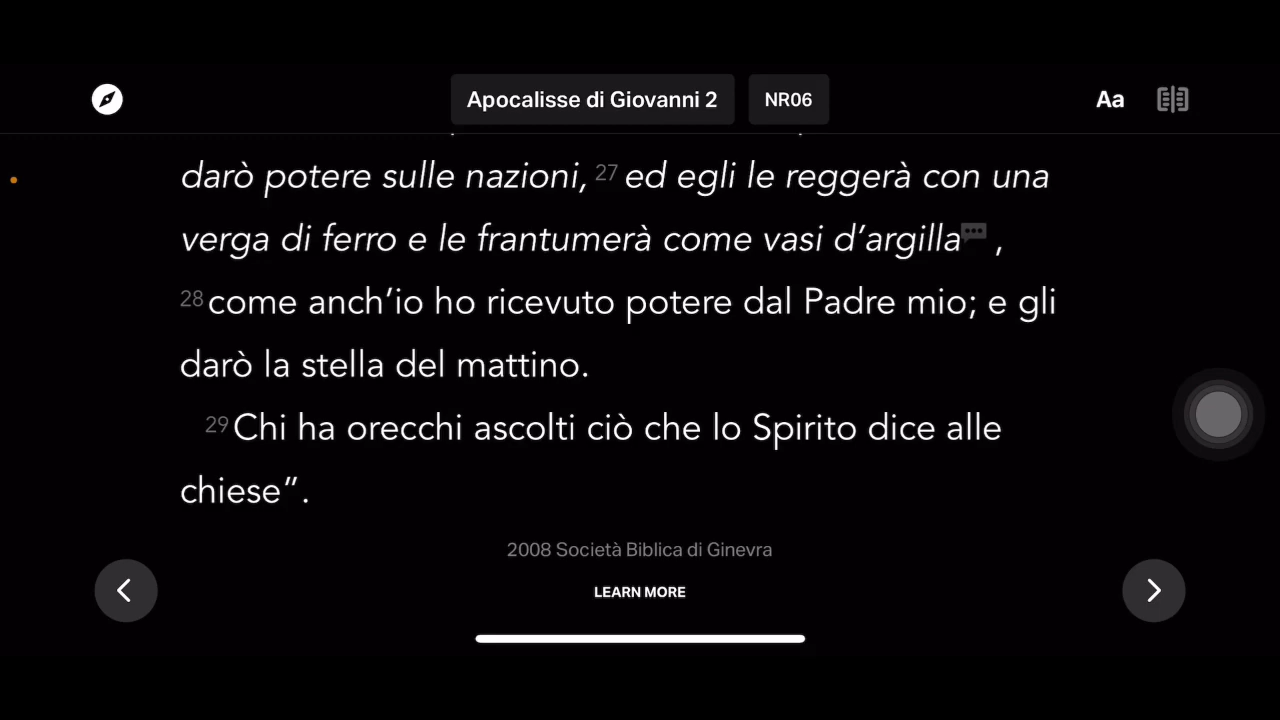 Apocalisse di Giovanni 2 NR06 Aa
darò potere sulle nazioni, 27 ed egli le reggerà con una
verga di ferro e le frantumerà come vasi d’argilla ,
28 come anch’io ho ricevuto potere dal Padre mio; e gli
darò la stella del mattino.
29 Chi ha orecchi ascolti ciò che lo Spirito dice alle
chiese”.
2008 Società Biblica di Ginevra
LEARN MORE